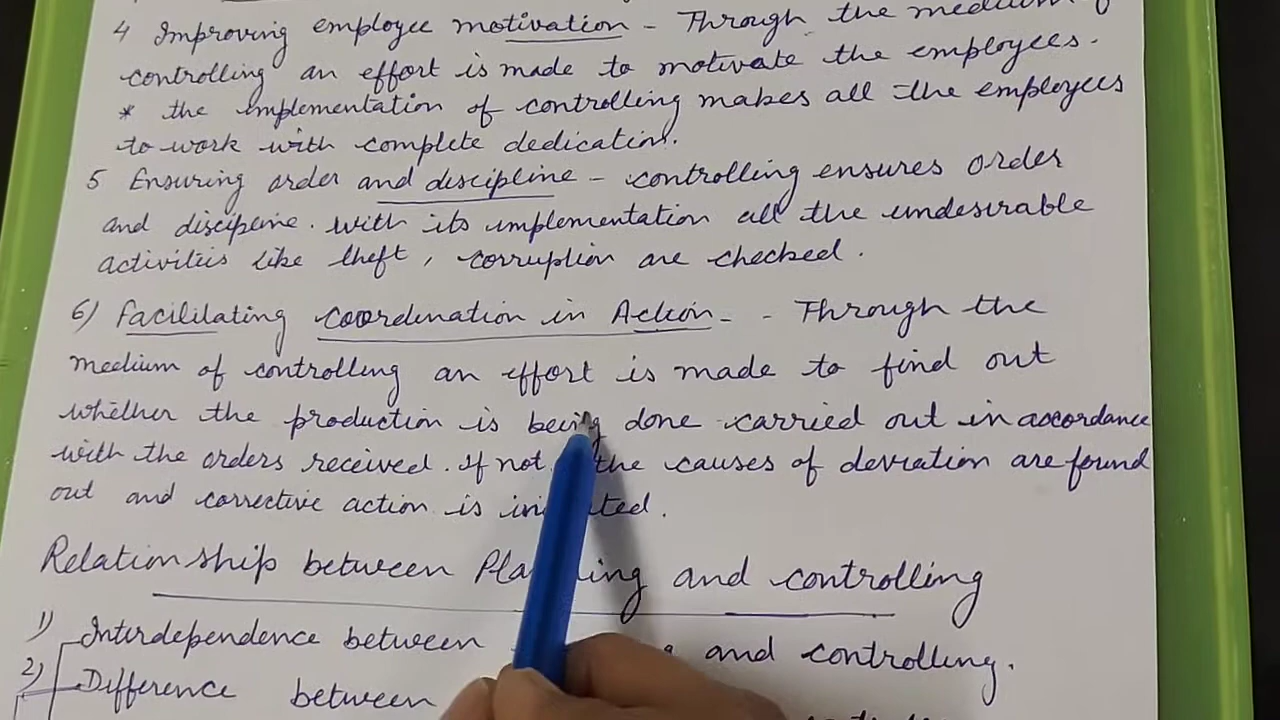 4 Improving employee motivation - Through the medium of
controlling an effort is made to motivate the employees.
* the implementation of controlling makes all the employees
to work with complete dedication.
5 Ensuring order and discipline - controlling ensures order
and discipline. with its implementation all the undesirable
activities like theft, corruption are checked.
6) Facilitating coordination in Action - - Through the
medium of controlling an effort is made to find out
whether the production is being done carried out in accordance
with the orders received. If not the causes of deviation are found
out and corrective action is initiated.
Relationship between Planning and controlling
1) Interdependence between and controlling.
2) Difference between